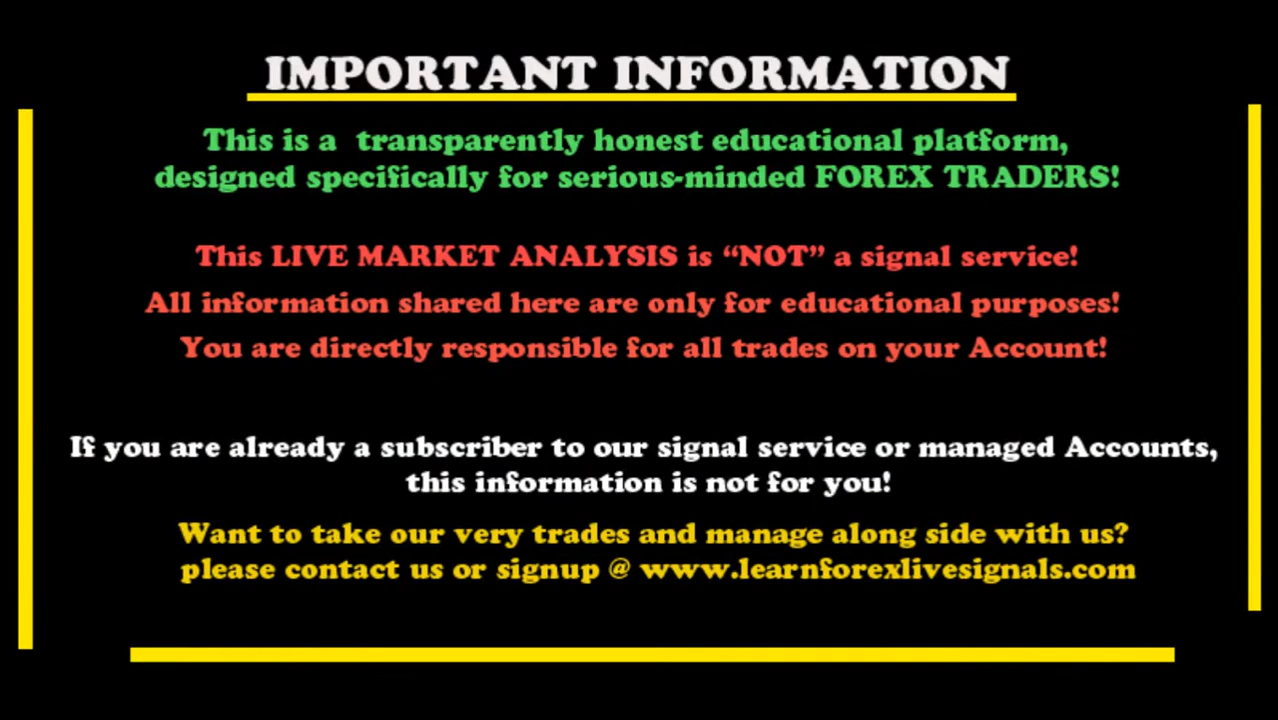 IMPORTANT INFORMATION
This is a transparently honest educational platform,
designed specifically for serious-minded FOREX TRADERS!
This LIVE MARKET ANALYSIS is “NOT” a signal service!
All information shared here are only for educational purposes!
You are directly responsible for all trades on your Account!
If you are already a subscriber to our signal service or managed Accounts,
this information is not for you!
Want to take our very trades and manage along side with us?
please contact us or signup @ www.learnforexlivesignals.com